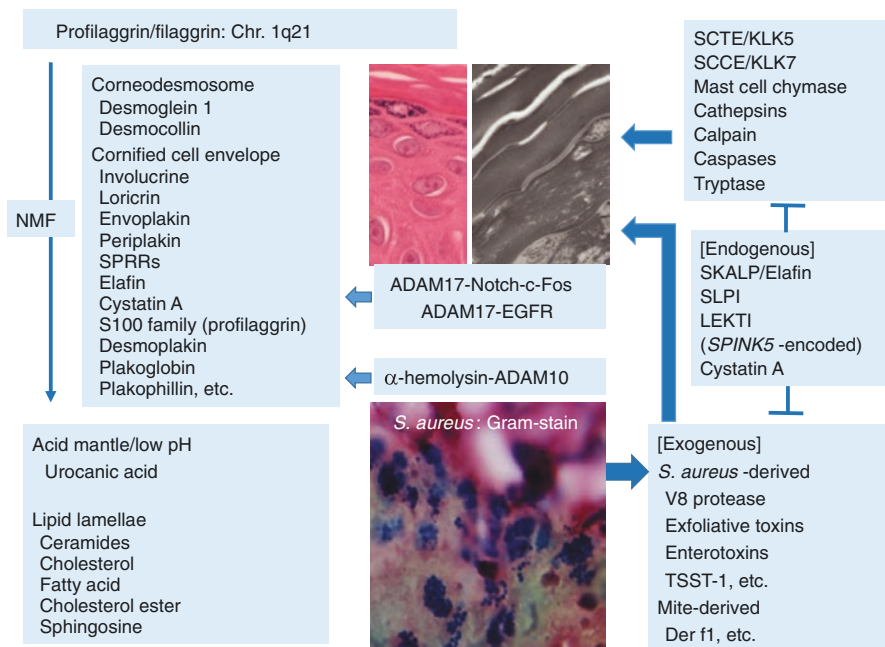 Profilaggrin/filaggrin: Chr. 1q21
NMF
Corneodesmosome
Desmoglein 1
Desmocollin
Cornified cell envelope
Involucrine
Loricrin
Envoplakin
Periplakin
SPRRs
Elafin
Cystatin A
S100 family (profilaggrin)
Desmoplakin
Plakoglobin
Plakophillin, etc.
Acid mantle/low pH
Urocanic acid
Lipid lamellae
Ceramides
Cholesterol
Fatty acid
Cholesterol ester
Sphingosine
ADAM17-Notch-c-Fos
ADAM17-EGFR
α-hemolysin-ADAM10
S. aureus: Gram-stain
SCTE/KLK5
SCCE/KLK7
Mast cell chymase
Cathepsins
Calpain
Caspases
Tryptase
[Endogenous]
SKALP/Elafin
SLPI
LEKTI
(SPINK5 -encoded)
Cystatin A
[Exogenous]
S. aureus -derived
V8 protease
Exfoliative toxins
Enterotoxins
TSST-1, etc.
Mite-derived
Der f1, etc.